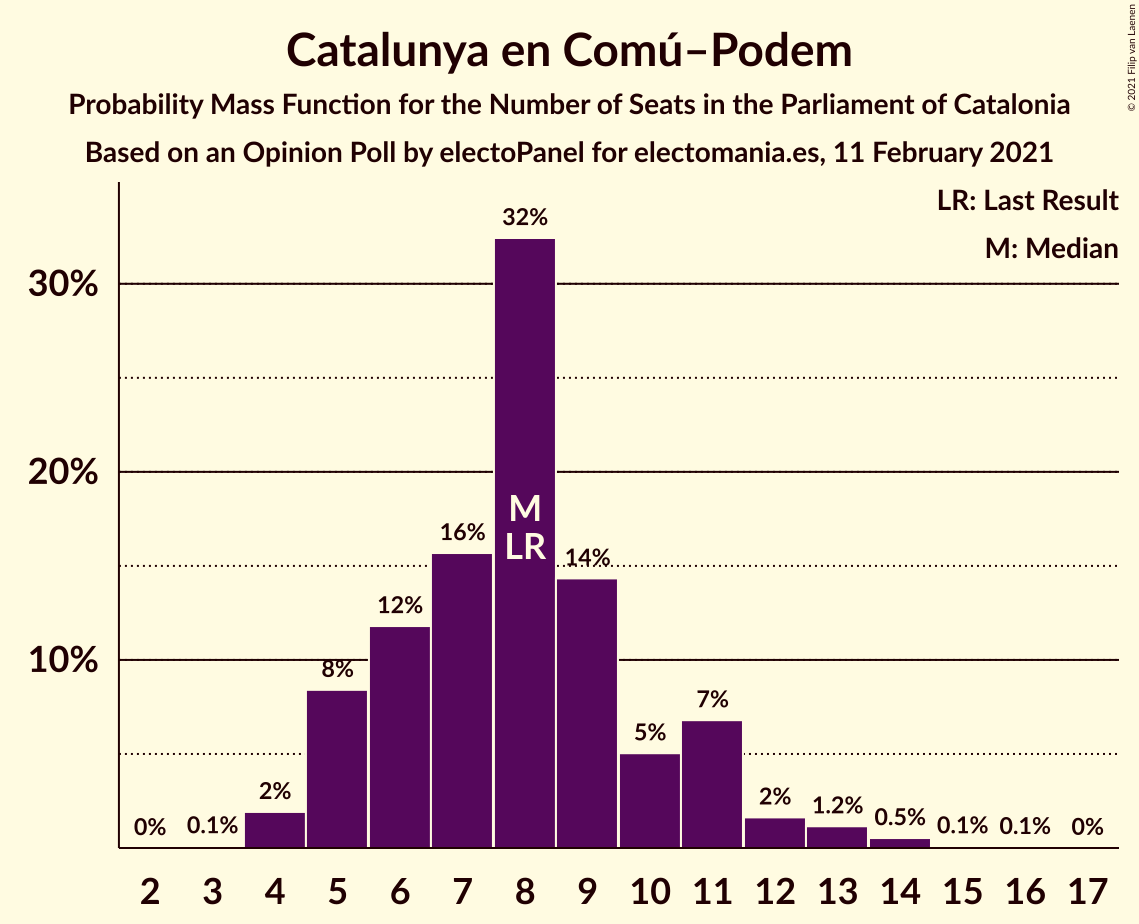 Catalunya en Comú–Podem
Probability Mass Function for the Number of Seats in the Parliament of Catalonia
Based on an Opinion Poll by electoPanel for electomania.es, 11 February 2021
© 2021 Filip van Laenen
LR: Last Result
M: Median
30%
20%
10%
0%
0.1%
2%
8%
12%
16%
32%
M
LR
14%
5%
7%
2%
1.2%
0.5%
0.1%
0.1%
0%
2 3 4 5 6 7 8 9 10 11 12 13 14 15 16 17